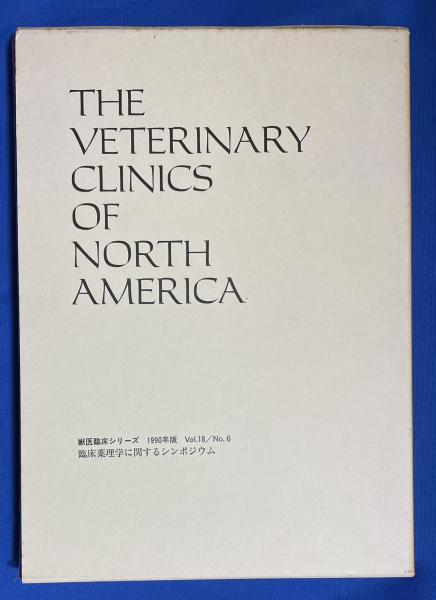 THE
VETERINARY
CLINICS
OF
NORTH
AMERICA
獣医臨床シリーズ 1990年版 Vol.18/No.6
臨床薬理学に関するシンポジウム